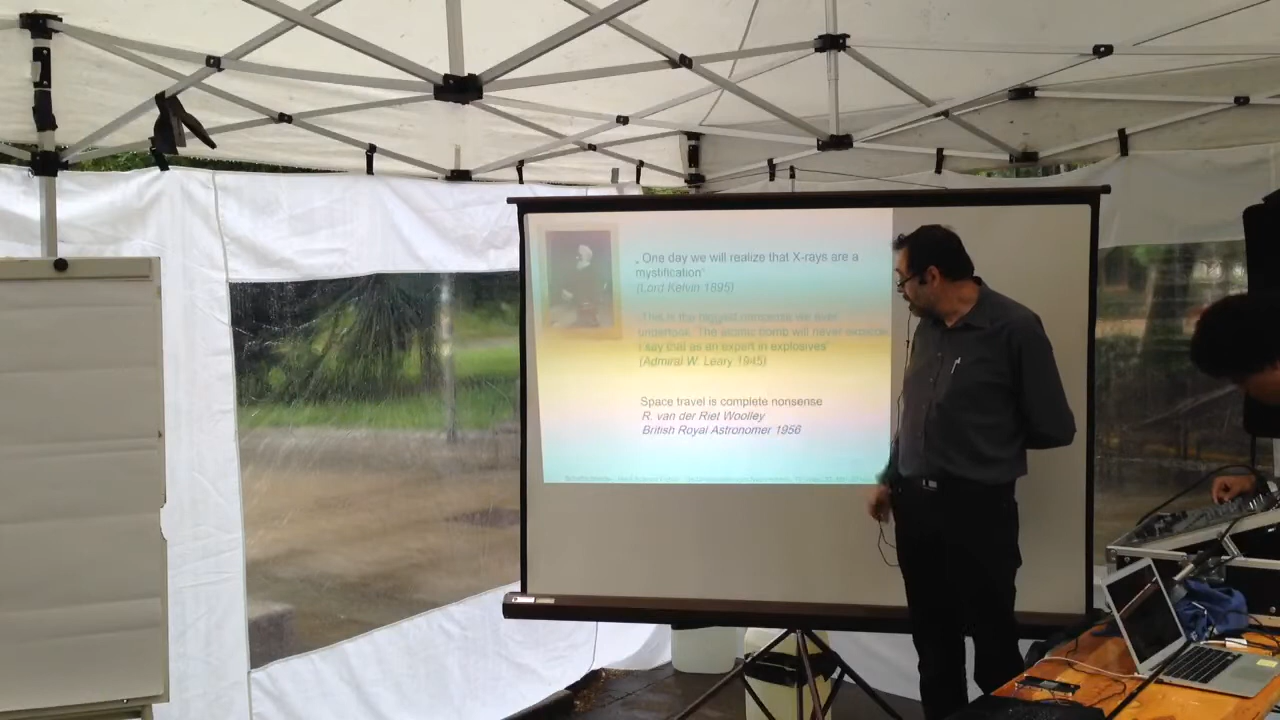 „One day we will realize that X-rays are a
mystification“
(Lord Kelvin 1895)
„This is the biggest nonsense we ever
undertook. The atomic bomb will never explode
I say that as an expert in explosives“
(Admiral W. Leary 1945)
Space travel is complete nonsense
R. van der Riet Woolley
British Royal Astronomer 1956